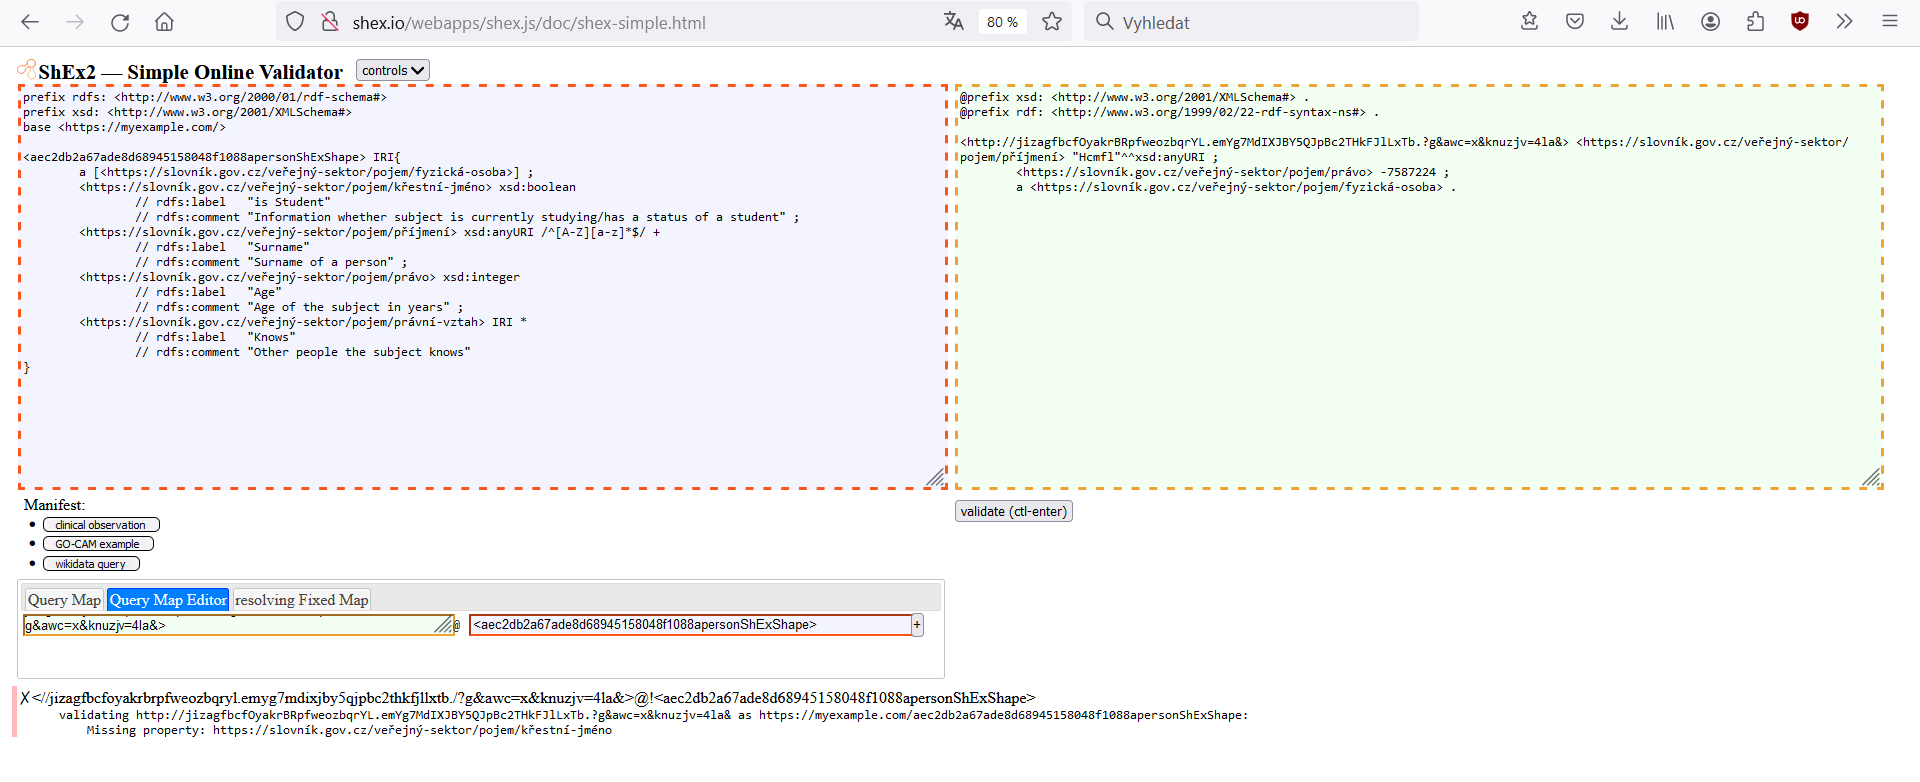 shex.io/webapps/shex.js/doc/shex-simple.html
80 %
Vyhledat
ShEx2 — Simple Online Validator
controls
prefix rdfs: <http://www.w3.org/2000/01/rdf-schema#>
prefix xsd: <http://www.w3.org/2001/XMLSchema#>
base <https://myexample.com/>
<aec2db2a67ade8d68945158048f1088apersonShExShape> IRI{
a [<https://slovník.gov.cz/veřejný-sektor/pojem/fyzická-osoba>] ;
<https://slovník.gov.cz/veřejný-sektor/pojem/křestní-jméno> xsd:boolean
// rdfs:label "is Student"
// rdfs:comment "Information whether subject is currently studying/has a status of a student" ;
<https://slovník.gov.cz/veřejný-sektor/pojem/příjmení> xsd:anyURI /^[A-Z][a-z]*$/ +
// rdfs:label "Surname"
// rdfs:comment "Surname of a person" ;
<https://slovník.gov.cz/veřejný-sektor/pojem/právo> xsd:integer
// rdfs:label "Age"
// rdfs:comment "Age of the subject in years" ;
<https://slovník.gov.cz/veřejný-sektor/pojem/právní-vztah> IRI *
// rdfs:label "Knows"
// rdfs:comment "Other people the subject knows"
}
@prefix xsd: <http://www.w3.org/2001/XMLSchema#> .
@prefix rdf: <http://www.w3.org/1999/02/22-rdf-syntax-ns#> .
<http://jizagfbcfOyakrBRpfweozbqrYL.emYg7MdIXJBY5QJpBc2THkFJlLxTb.?g&awc=x&knuzjv=4la&> <https://slovník.gov.cz/veřejný-sektor/
pojem/příjmení> "Hcmfl"^^xsd:anyURI ;
<https://slovník.gov.cz/veřejný-sektor/pojem/právo> -7587224 ;
a <https://slovník.gov.cz/veřejný-sektor/pojem/fyzická-osoba> .
Manifest:
clinical observation
GO-CAM example
wikidata query
validate (ctl-enter)
Query Map Query Map Editor resolving Fixed Map
g&awc=x&knuzjv=4la&> @ <aec2db2a67ade8d68945158048f1088apersonShExShape> +
✗<//jizagfbcfoyakrbrpfweozbqryl.emyg7mdixjby5qjpbc2thkfjllxtb./?g&awc=x&knuzjv=4la&>@!<aec2db2a67ade8d68945158048f1088apersonShExShape>
validating http://jizagfbcfOyakrBRpfweozbqrYL.emYg7MdIXJBY5QJpBc2THkFJlLxTb.?g&awc=x&knuzjv=4la& as https://myexample.com/aec2db2a67ade8d68945158048f1088apersonShExShape:
Missing property: https://slovník.gov.cz/veřejný-sektor/pojem/křestní-jméno